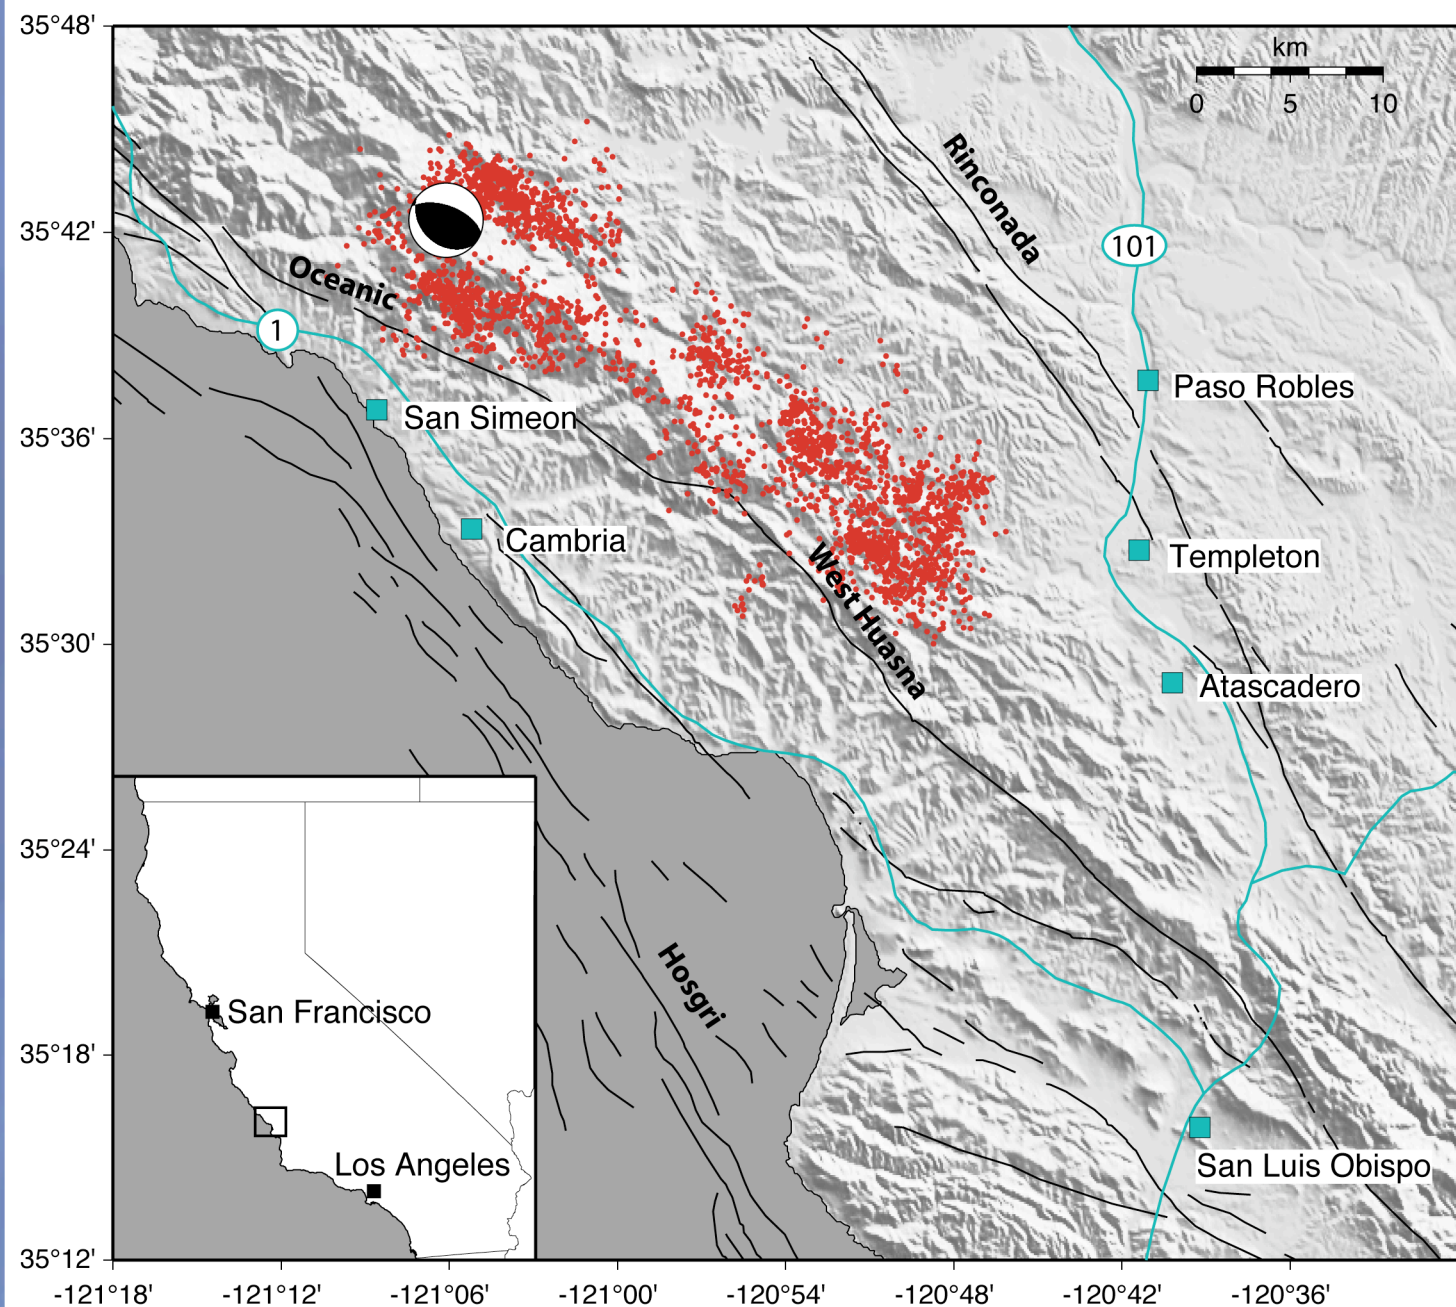 35°48'
km
0 5 10
Rinconada
35°42'
101
Oceanic
1
Paso Robles
San Simeon
35°36'
Cambria
Templeton
West Huasna
35°30'
Atascadero
35°24'
Hosgri
San Francisco
35°18'
Los Angeles
San Luis Obispo
35°12'
-121°18' -121°12' -121°06' -121°00' -120°54' -120°48' -120°42' -120°36'